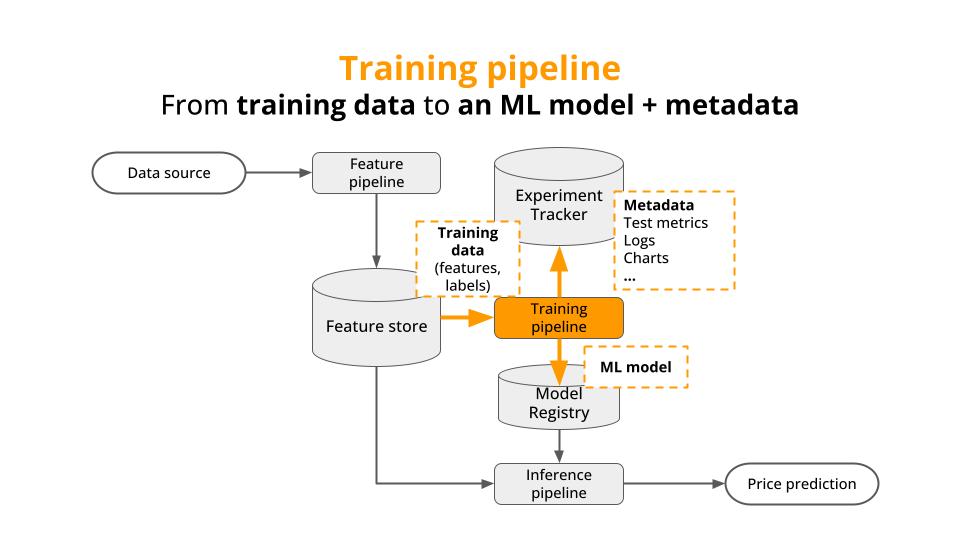 Training pipeline
From training data to an ML model + metadata
Data source
Feature
pipeline
Experiment
Tracker
Metadata
Test metrics
Logs
Charts
...
Training
data
(features,
labels)
Feature store
Training
pipeline
ML model
Model
Registry
Inference
pipeline
Price prediction